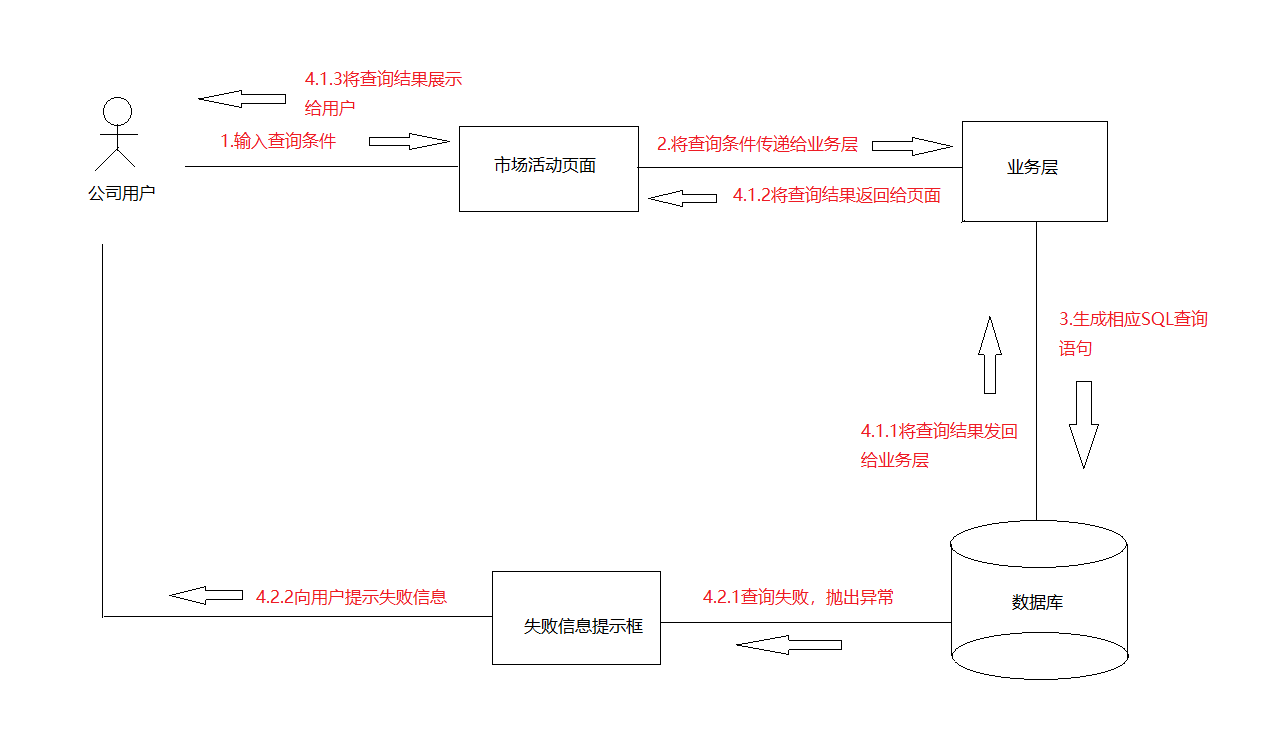 4.1.3将查询结果展示
给用户
1.输入查询条件
市场活动页面
2.将查询条件传递给业务层
业务层
公司用户
4.1.2将查询结果返回给页面
3.生成相应SQL查询
语句
4.1.1将查询结果发回
给业务层
4.2.2向用户提示失败信息
失败信息提示框
4.2.1查询失败，抛出异常
数据库